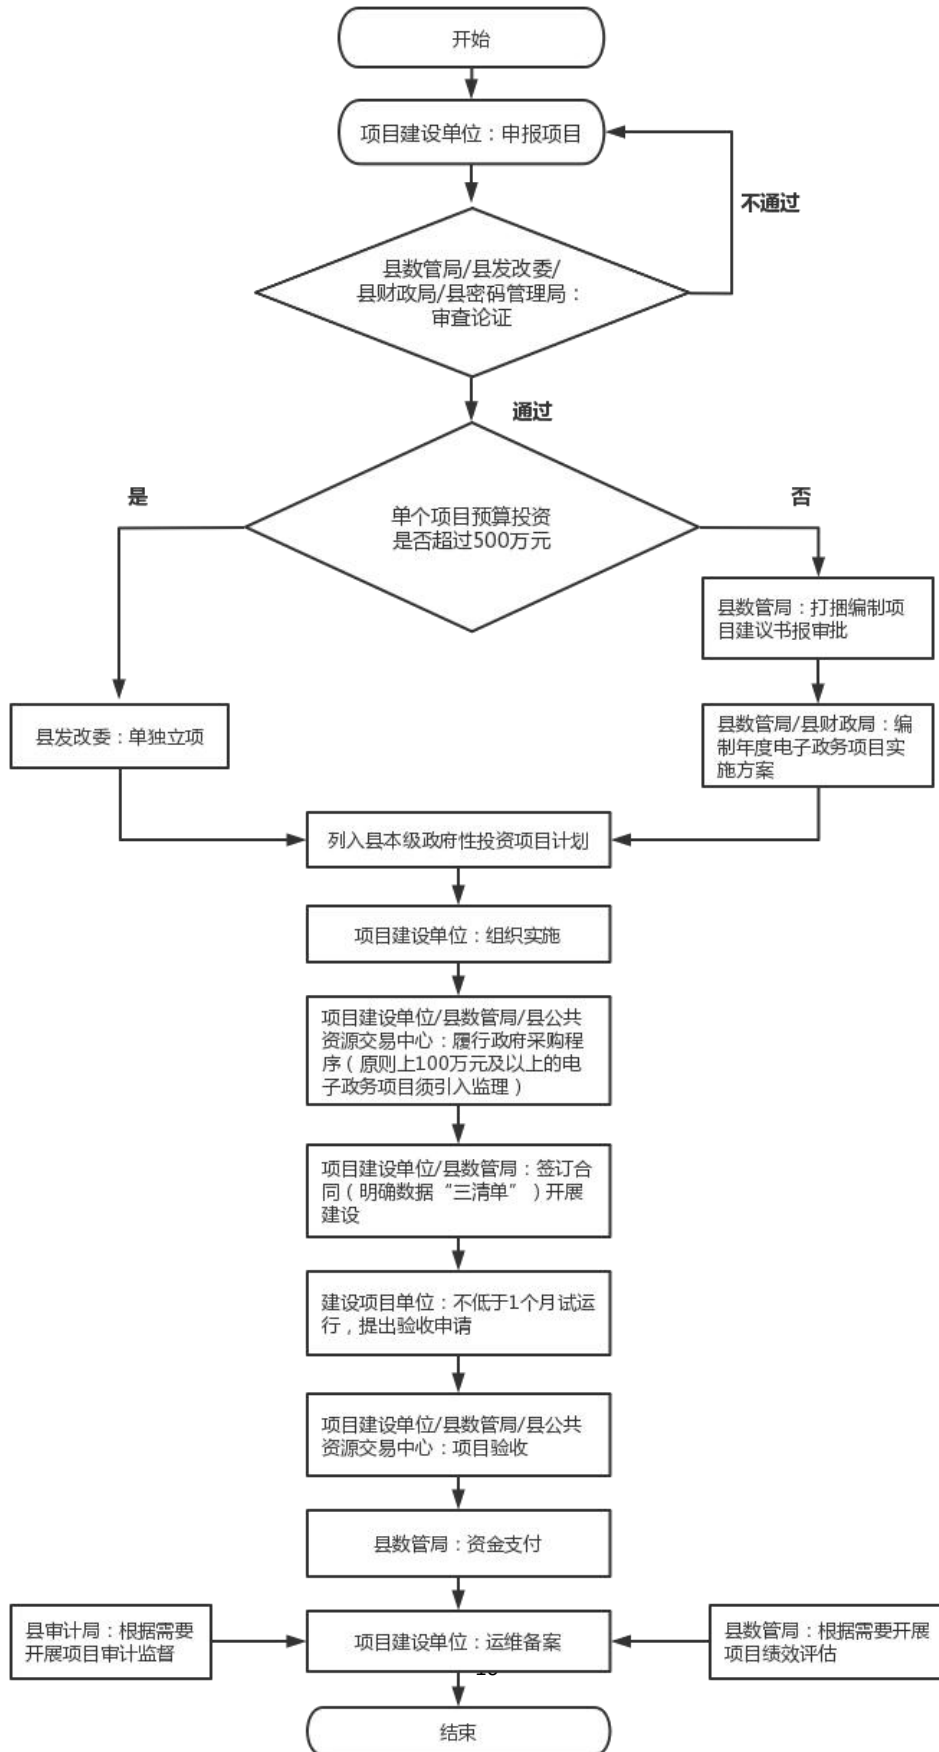 开始
项目建设单位：申报项目
不通过
县数管局/县发改委/
县财政局/县密码管理局：
审查论证
通过
是
否
单个项目预算投资
是否超过500万元
县数管局：打捆编制项
目建议书报审批
县发改委：单独立项
县数管局/县财政局：编
制年度电子政务项目实
施方案
列入县本级政府性投资项目计划
项目建设单位：组织实施
项目建设单位/县数管局/县公共
资源交易中心：履行政府采购程
序（原则上100万元及以上的电
子政务项目须引入监理）
项目建设单位/县数管局：签订合
同（明确数据“三清单”）开展
建设
建设项目单位：不低于1个月试运
行，提出验收申请
项目建设单位/县数管局/县公共
资源交易中心：项目验收
县数管局：资金支付
县审计局：根据需要
开展项目审计监督
项目建设单位：运维备案
县数管局：根据需要开展
项目绩效评估
结束